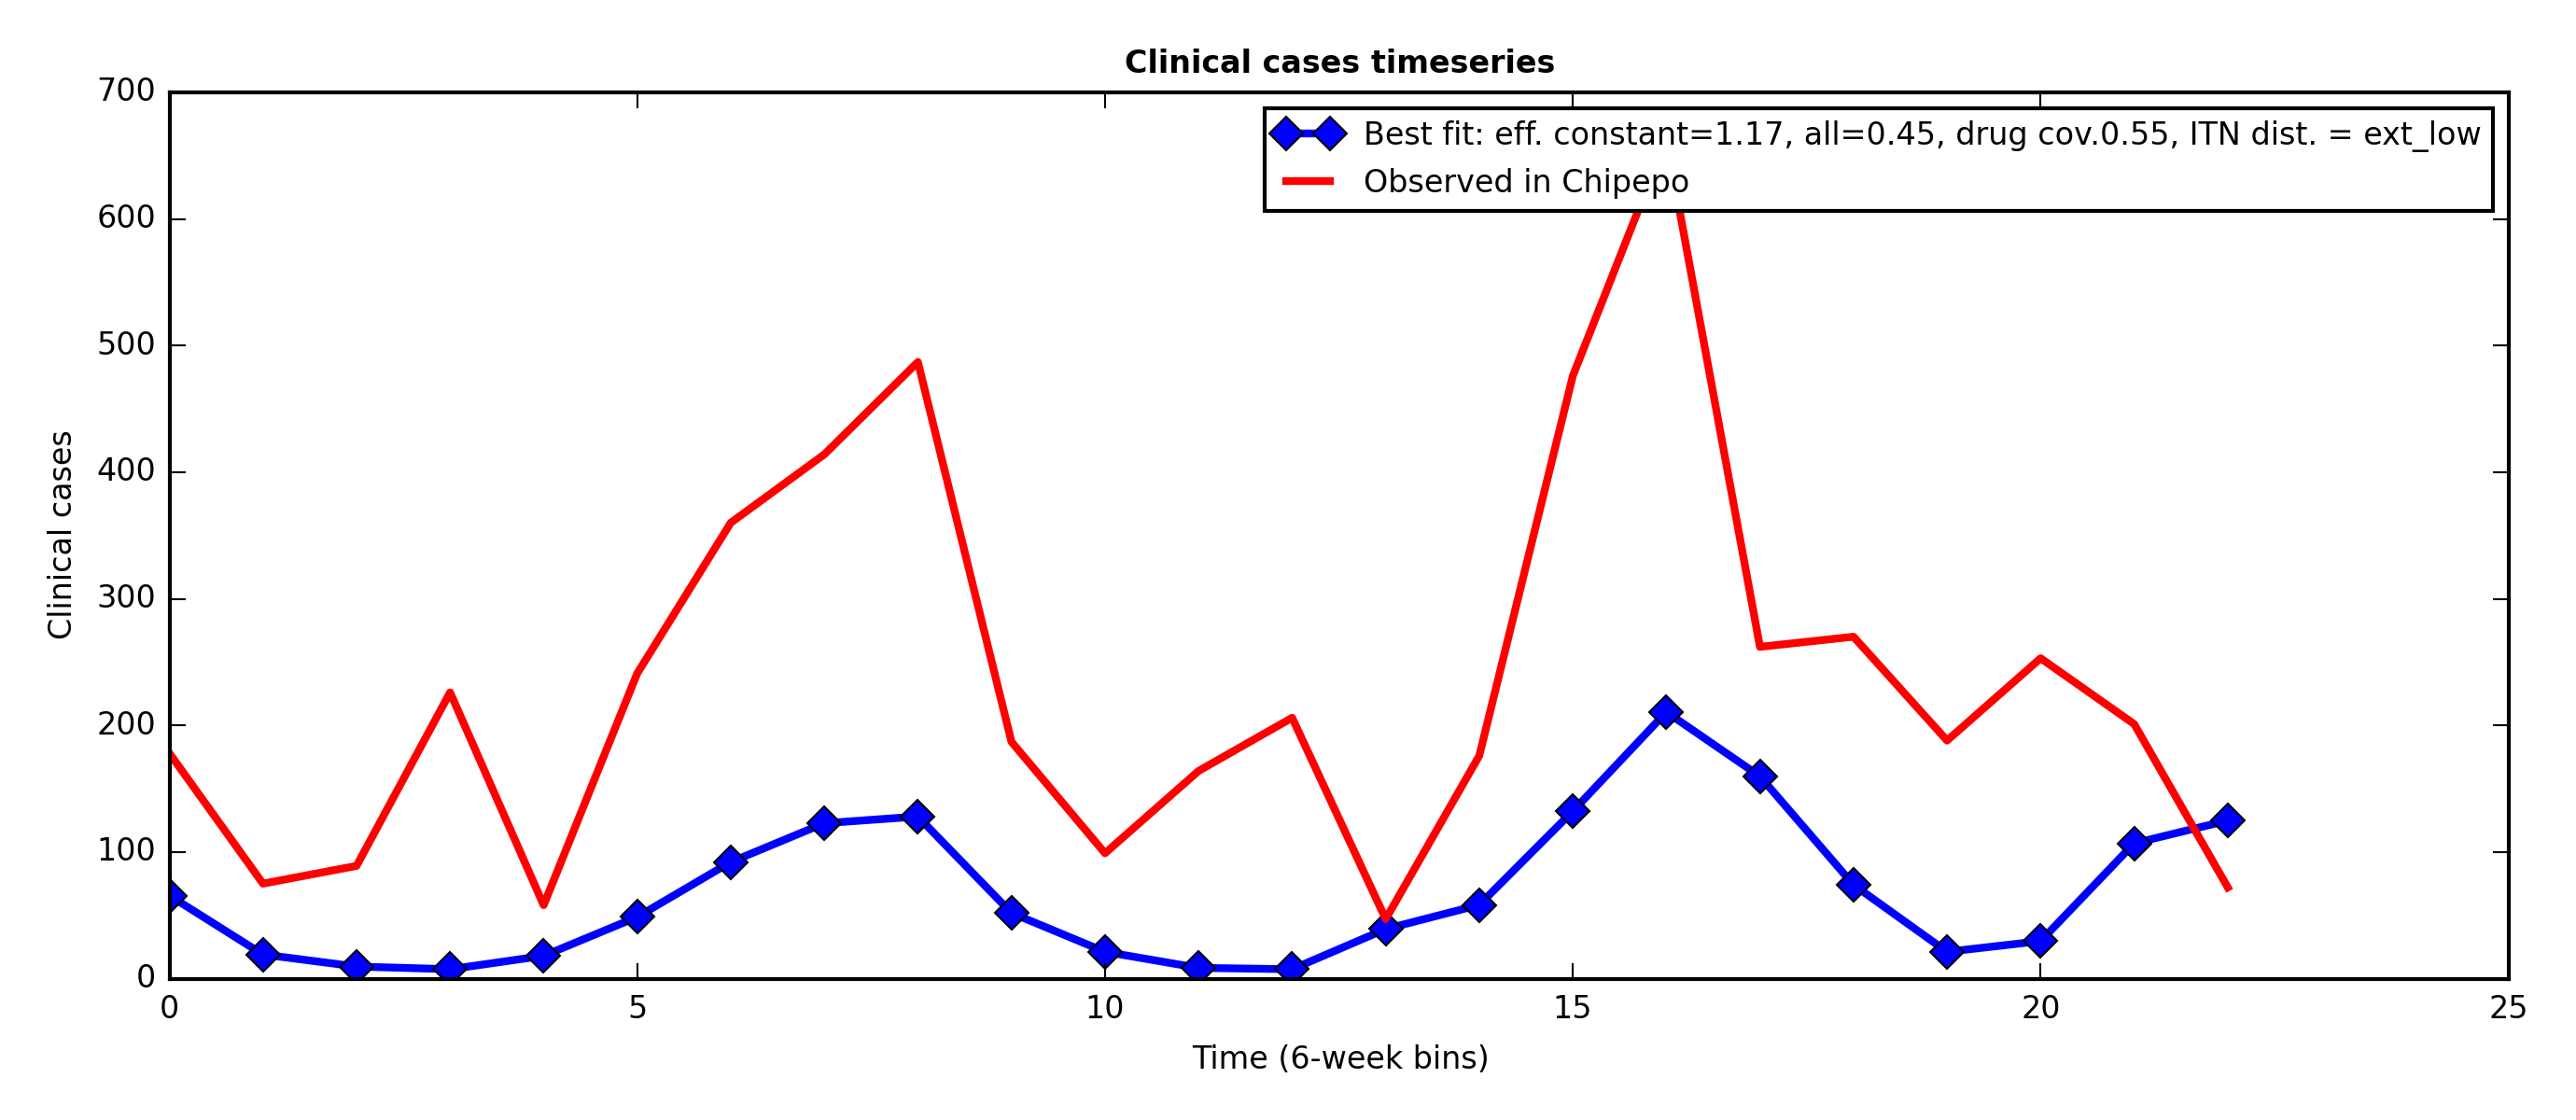 Clinical cases timeseries
700
600
500
400
300
200
100
0
Clinical cases
Best fit: eff. constant=1.17, all=0.45, drug cov.0.55, ITN dist. = ext_low
Observed in Chipepo
0 5 10 15 20 25
Time (6-week bins)